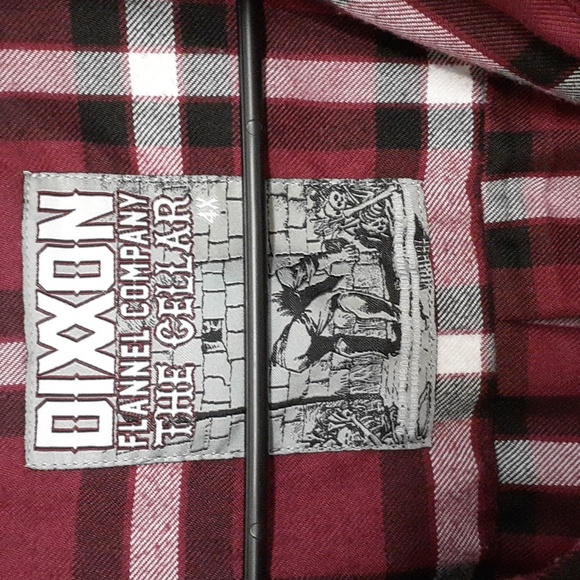 DIXXON
FLANNEL COMPANY
THE CELLAR
4X